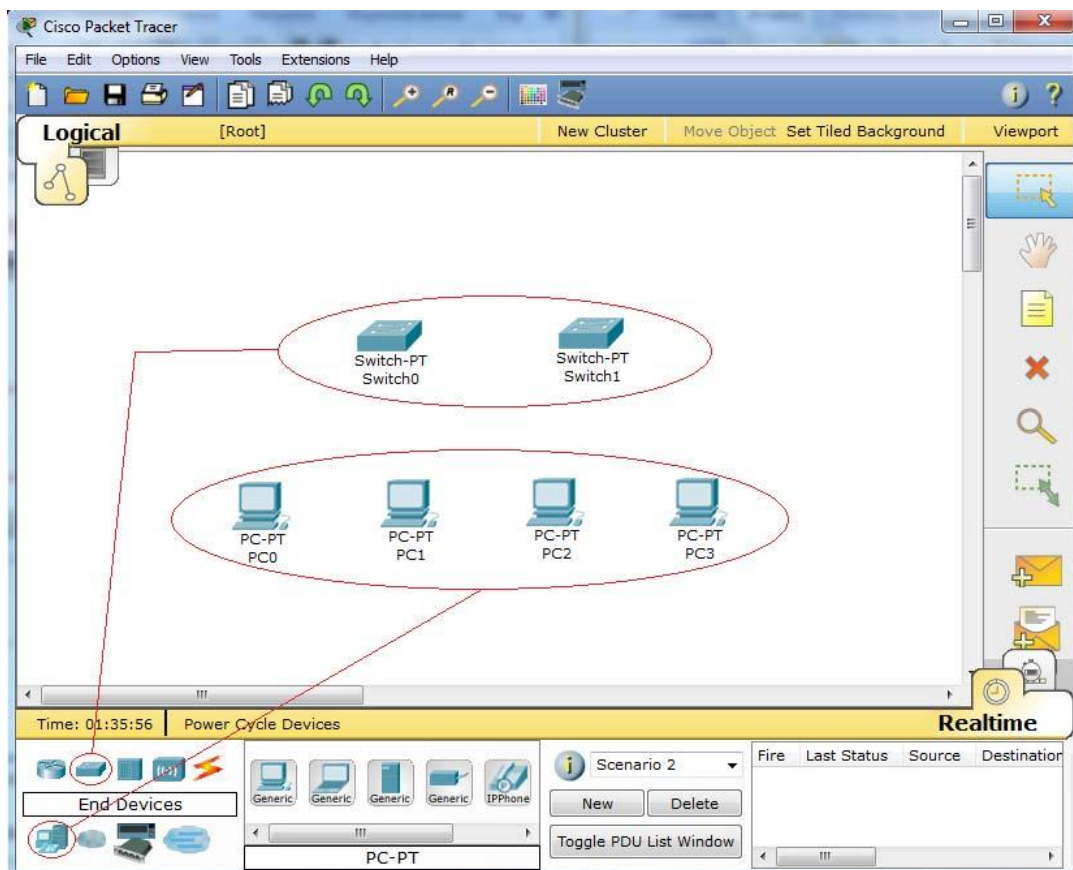 Cisco Packet Tracer
File Edit Options View Tools Extensions Help
Logical [Root] New Cluster Move Object Set Tiled Background Viewport
Switch-PT
Switch0
Switch-PT
Switch1
PC-PT
PC0
PC-PT
PC1
PC-PT
PC2
PC-PT
PC3
Time: 01:35:56 Power Cycle Devices Realtime
End Devices
Generic Generic Generic Generic IPPhone
PC-PT
Scenario 2
New Delete
Toggle PDU List Window
Fire Last Status Source Destination